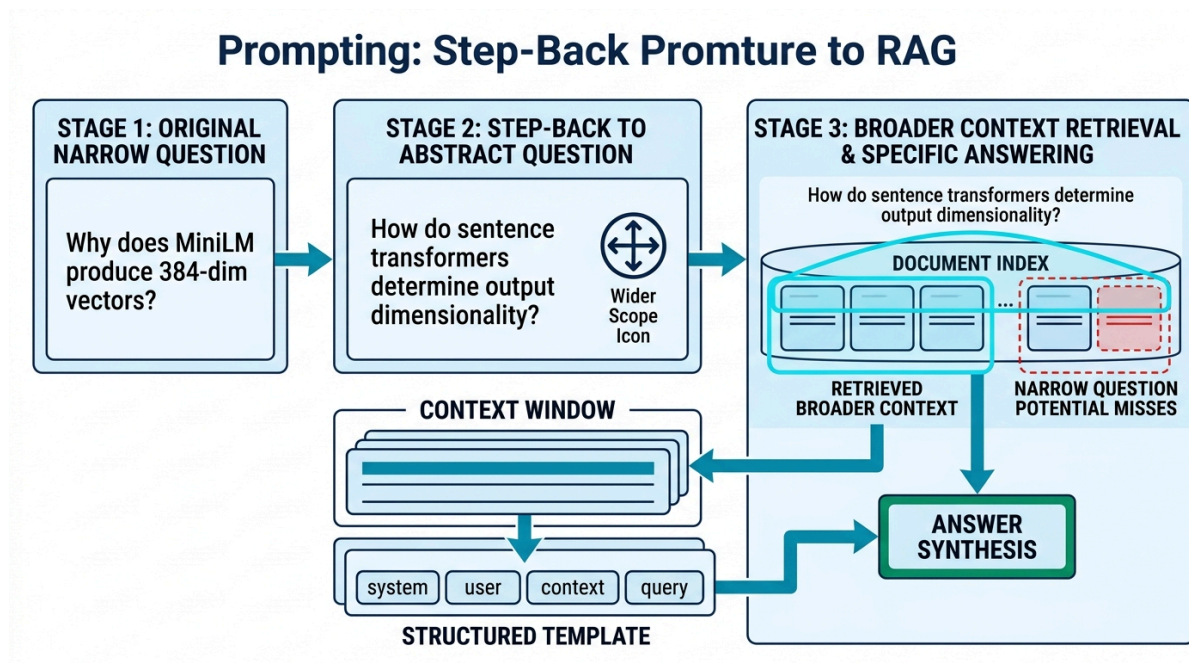 Prompting: Step-Back Promture to RAG
STAGE 1: ORIGINAL
NARROW QUESTION
Why does MiniLM
produce 384-dim
vectors?
STAGE 2: STEP-BACK TO
ABSTRACT QUESTION
How do sentence
transformers
determine output
dimensionality?
Wider
Scope
Icon
STAGE 3: BROADER CONTEXT RETRIEVAL
& SPECIFIC ANSWERING
How do sentence transformers determine
output dimensionality?
DOCUMENT INDEX
...
RETRIEVED
BROADER CONTEXT
NARROW QUESTION
POTENTIAL MISSES
CONTEXT WINDOW
system user context query
STRUCTURED TEMPLATE
ANSWER
SYNTHESIS